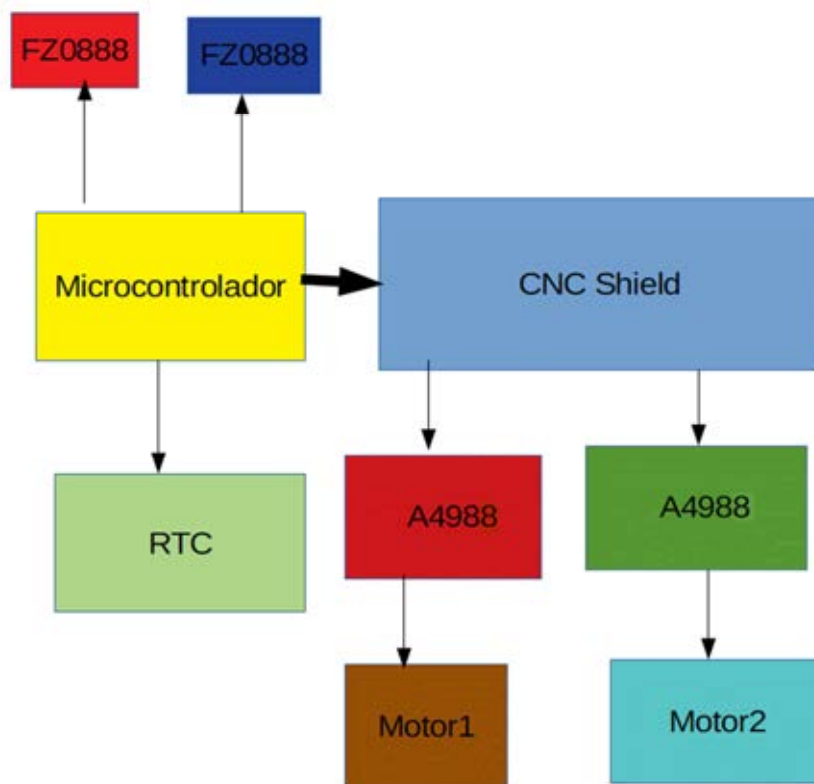 FZ0888
FZ0888
Microcontrolador
CNC Shield
RTC
A4988
A4988
Motor1
Motor2